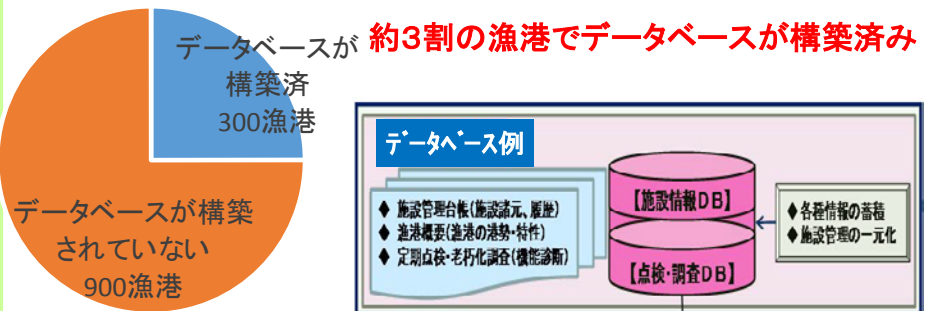 約3割の漁港でデータベースが構築済み
データベースが
構築済
300漁港
データベースが構築
されていない
900漁港
データベース例
◆ 施設管理台帳(施設諸元、履歴)
◆ 漁港概要(漁港の港勢・特性)
◆ 定期点検・老朽化調査(機能診断)
【施設情報DB】
【点検・調査DB】
◆各種情報の蓄積
◆施設管理の一元化